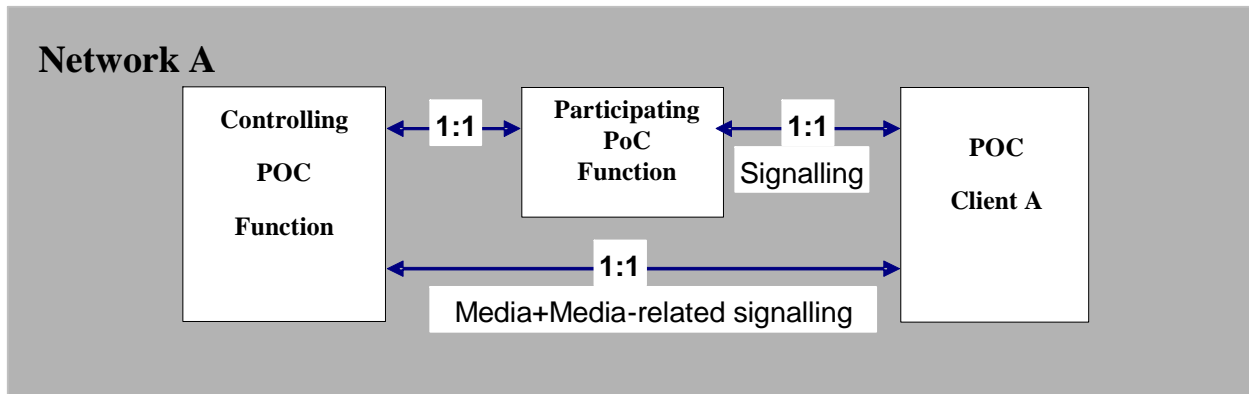 Network A
Controlling
POC
Function
1:1
Participating
PoC
Function
1:1
Signalling
POC
Client A
1:1
Media+Media-related signalling